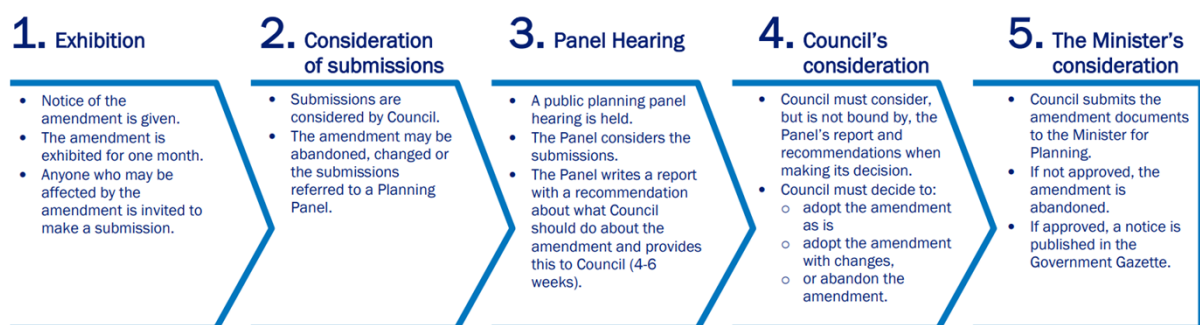 1. Exhibition
• Notice of the
amendment is given.
• The amendment is
exhibited for one month.
• Anyone who may be
affected by the
amendment is invited to
make a submission.
2. Consideration
of submissions
• Submissions are
considered by Council.
• The amendment may be
abandoned, changed or
the submissions
referred to a Planning
Panel.
3. Panel Hearing
• A public planning panel
hearing is held.
• The Panel considers the
submissions.
• The Panel writes a report
with a recommendation
about what Council
should do about the
amendment and provides
this to Council (4-6
weeks).
4. Council's
consideration
• Council must consider,
but is not bound by, the
Panel's report and
recommendations when
making its decision.
• Council must decide to:
o adopt the amendment
as is
o adopt the amendment
with changes,
o or abandon the
amendment.
5. The Minister's
consideration
• Council submits the
amendment documents
to the Minister for
Planning.
• If not approved, the
amendment is
abandoned.
• If approved, a notice is
published in the
Government Gazette.